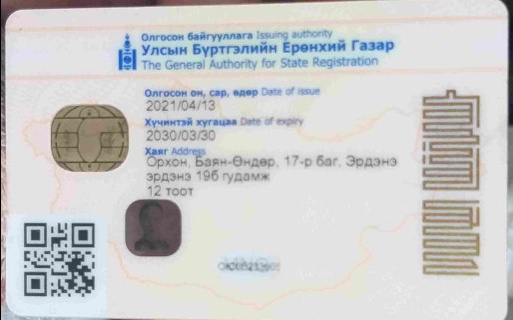 Олгосон байгууллага Issuing authority
Улсын Бүртгэлийн Ерөнхий Газар
The General Authority for State Registration
Олгосон он, сар, өдөр Date of issue
2021/04/13
Хүчинтэй хугацаа Date of expiry
2030/03/30
Хаяг Address
Орхон, Баян-Өндөр, 17-р баг, Эрдэнэ
эрдэнэ 19б гудамж
12 тоот